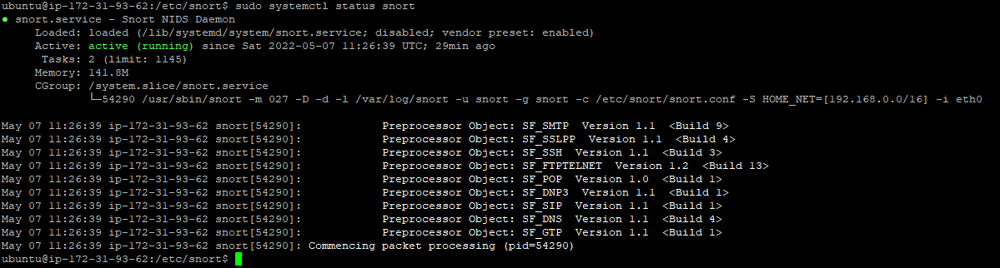 ubuntu@ip-172-31-93-62:/etc/snort$ sudo systemctl status snort
● snort.service - Snort NIDS Daemon
     Loaded: loaded (/lib/systemd/system/snort.service; disabled; vendor preset: enabled)
     Active: active (running) since Sat 2022-05-07 11:26:39 UTC; 29min ago
      Tasks: 2 (limit: 1145)
     Memory: 141.8M
     CGroup: /system.slice/snort.service
             └─54290 /usr/sbin/snort -m 027 -D -d -l /var/log/snort -u snort -g snort -c /etc/snort/snort.conf -S HOME_NET=[192.168.0.0/16] -i eth0

May 07 11:26:39 ip-172-31-93-62 snort[54290]:            Preprocessor Object: SF_SMTP  Version 1.1  <Build 9>
May 07 11:26:39 ip-172-31-93-62 snort[54290]:            Preprocessor Object: SF_SSLPP  Version 1.1  <Build 4>
May 07 11:26:39 ip-172-31-93-62 snort[54290]:            Preprocessor Object: SF_SSH  Version 1.1  <Build 3>
May 07 11:26:39 ip-172-31-93-62 snort[54290]:            Preprocessor Object: SF_FTPTELNET  Version 1.2  <Build 13>
May 07 11:26:39 ip-172-31-93-62 snort[54290]:            Preprocessor Object: SF_POP  Version 1.0  <Build 1>
May 07 11:26:39 ip-172-31-93-62 snort[54290]:            Preprocessor Object: SF_DNP3  Version 1.1  <Build 1>
May 07 11:26:39 ip-172-31-93-62 snort[54290]:            Preprocessor Object: SF_SIP  Version 1.1  <Build 1>
May 07 11:26:39 ip-172-31-93-62 snort[54290]:            Preprocessor Object: SF_DNS  Version 1.1  <Build 4>
May 07 11:26:39 ip-172-31-93-62 snort[54290]:            Preprocessor Object: SF_GTP  Version 1.1  <Build 1>
May 07 11:26:39 ip-172-31-93-62 snort[54290]: Commencing packet processing (pid=54290)
ubuntu@ip-172-31-93-62:/etc/snort$